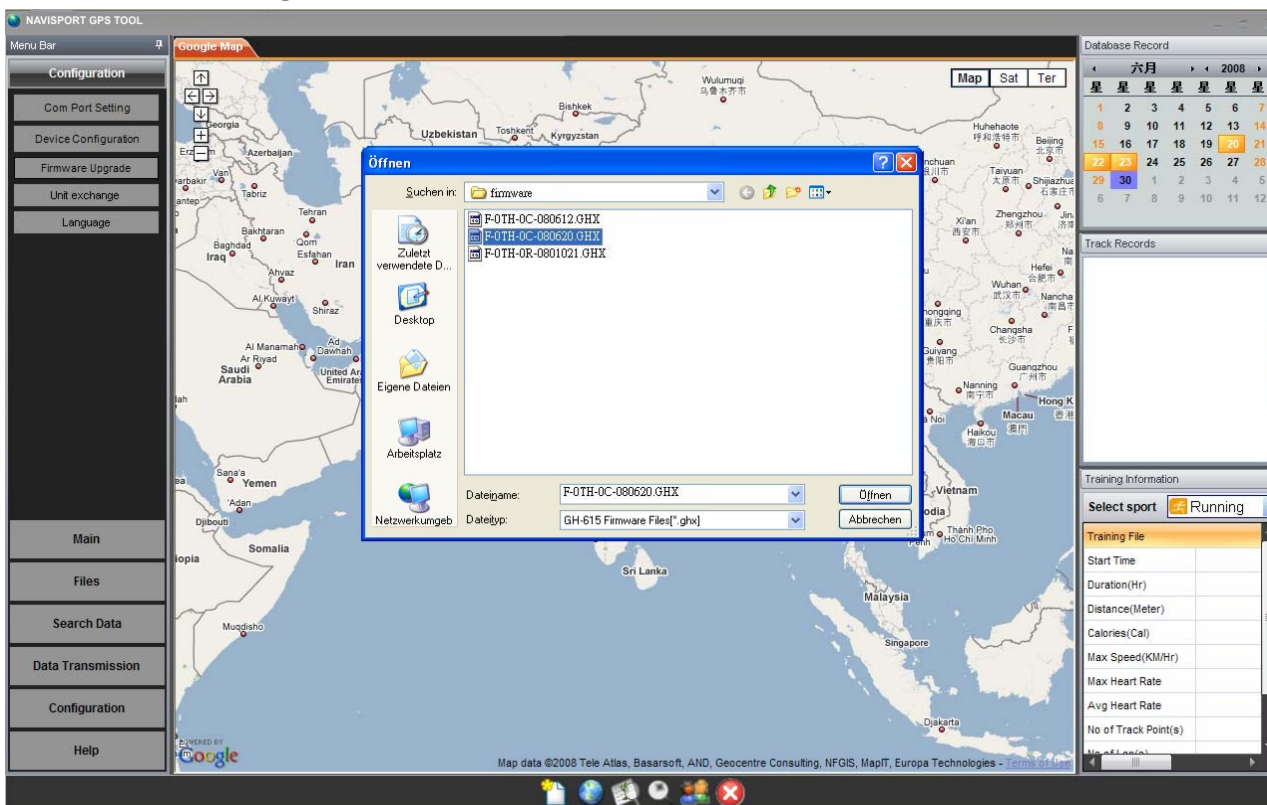 NAVISPORT GPS TOOL
Menu Bar
Configuration
Com Port Setting
Device Configuration
Firmware Upgrade
Unit exchange
Language
Main
Files
Search Data
Data Transmission
Configuration
Help
Google Map
Map Sat Ter
Wulumuqi
乌鲁木齐市
Bishkek
Georgia
Uzbekistan
Toshkent
Kyrgyzstan
Azerbaijan
Huhehaote
呼和浩特市
Beijing
北京市
Van
Tabriz
Taiyuan
太原市
Shijiazhua
石家庄市
Tehran
Bakhtaran
Qom
Baghdad
Esfahan
Iraq
Iran
Ahvaz
Zhengzhou
郑州市
Xi'an
西安市
Al Kuwayt
Shiraz
Hefei
合肥市
Wuhan
武汉市
Nancha
南昌市
Al Manamah
Ad
Dawhah
Ar Riyad
Saudi
Arabia
United Ar
Emirate
Changsha
长沙市
Guiyang
贵阳市
Guangzhou
广州市
Nanning
南宁市
Hong K
Macau
Haikou
海口市
Sana'a
Yemen
'Adan
Djibouti
Vietnam
Thành Phố
Hồ Chí Minh
Somalia
Sri Lanka
Malaysia
Muqdisho
Singapore
Djakarta
POWERED BY
Google
Map data ©2008 Tele Atlas, Basarsoft, AND, Geocentre Consulting, NFGIS, MapIT, Europa Technologies - Terms of Use
Öffnen
Suchen in: firmware
F-0TH-0C-080612.GHX
F-0TH-0C-080620.GHX
F-0TH-0R-0801021.GHX
Zuletzt
verwendete D...
Desktop
Eigene Dateien
Arbeitsplatz
Netzwerkumgeb
Dateiname: F-0TH-0C-080620.GHX Öffnen
Dateityp: GH-615 Firmware Files[*.ghx] Abbrechen
Database Record
六月 2008
星 星 星 星 星 星 星
1 2 3 4 5 6 7
8 9 10 11 12 13 14
15 16 17 18 19 20 21
22 23 24 25 26 27 28
29 30 1 2 3 4 5
6 7 8 9 10 11 12
Track Records
Training Information
Select sport Running
Training File
Start Time
Duration(Hr)
Distance(Meter)
Calories(Cal)
Max Speed(KM/Hr)
Max Heart Rate
Avg Heart Rate
No of Track Point(s)